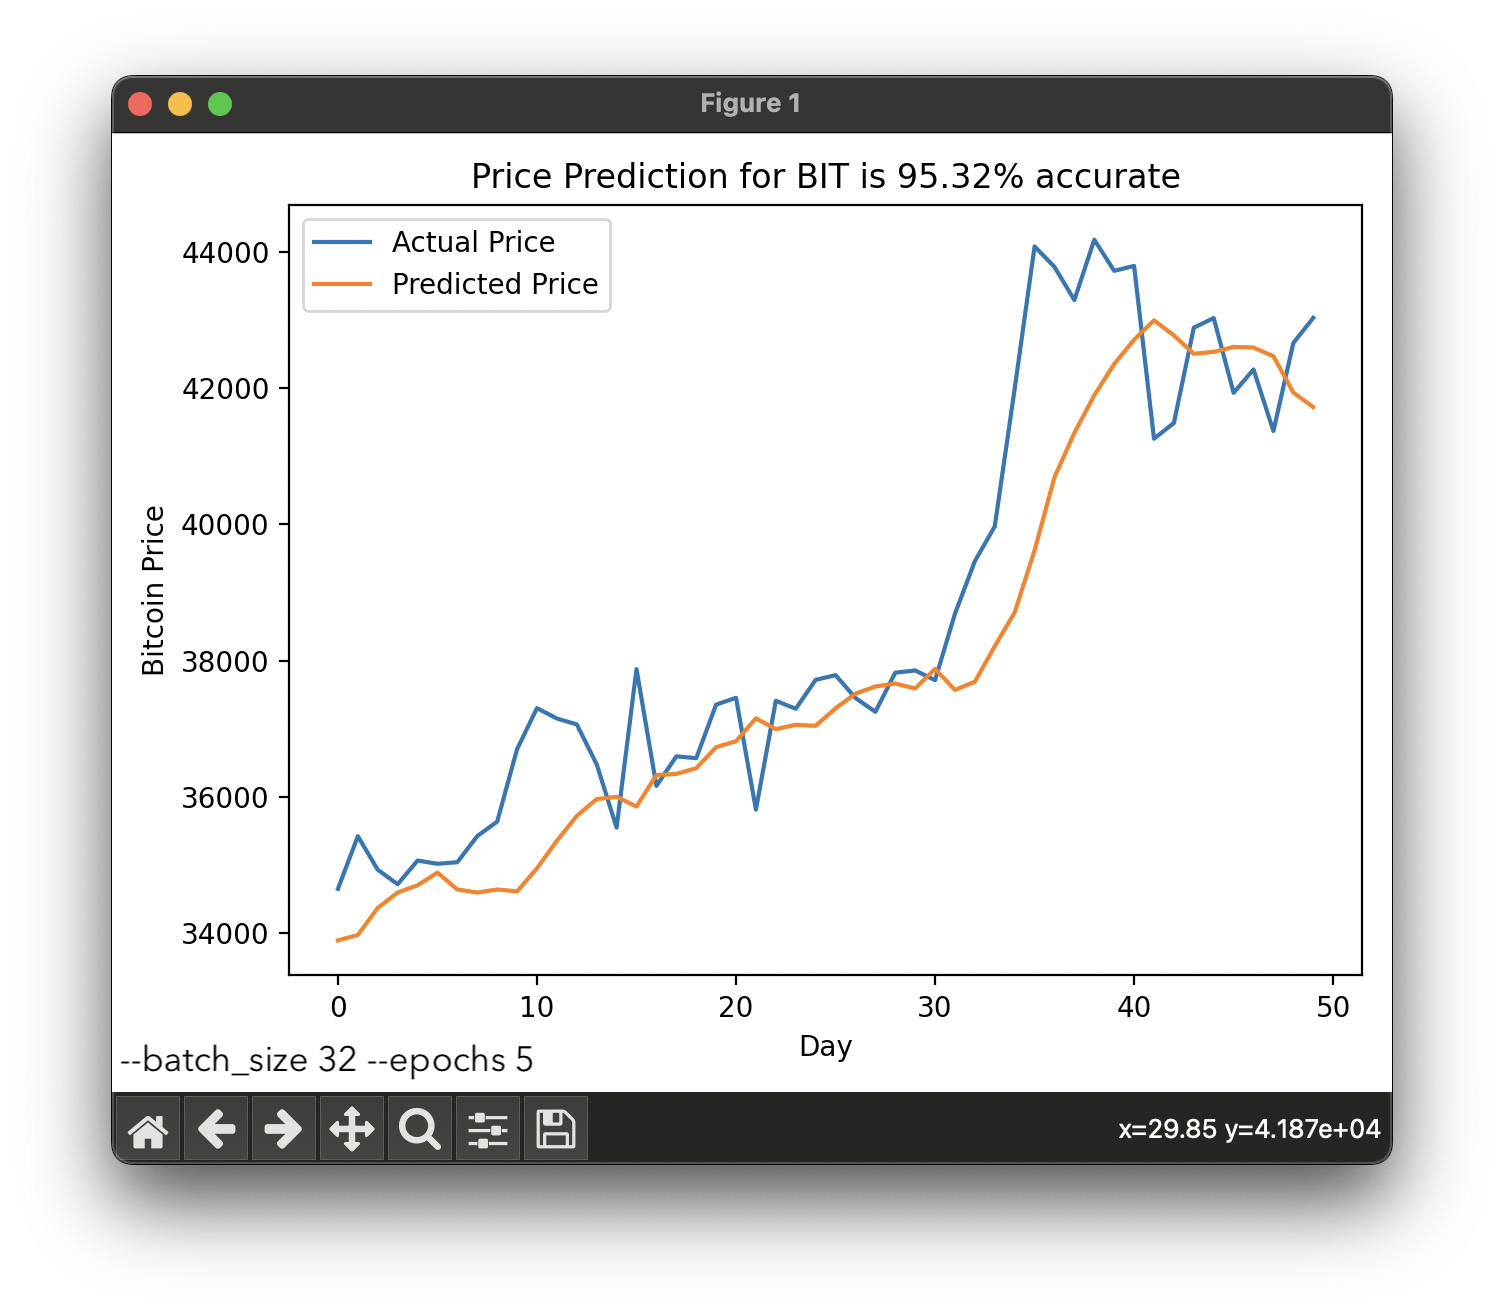 Figure 1
Price Prediction for BIT is 95.32% accurate
Actual Price
Predicted Price
44000
42000
40000
38000
36000
34000
Bitcoin Price
0 10 20 30 40 50
Day
--batch_size 32 --epochs 5
x=29.85 y=4.187e+04